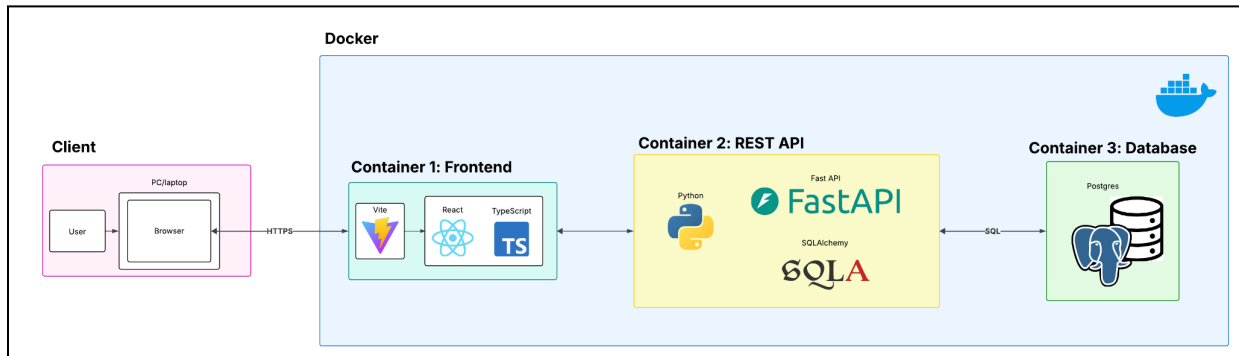 Docker
Client
PC/laptop
User
Browser
HTTPS
Container 1: Frontend
Vite
React
TypeScript
TS
Container 2: REST API
Python
Fast API
FastAPI
SQLAlchemy
SQLA
SQL
Container 3: Database
Postgres